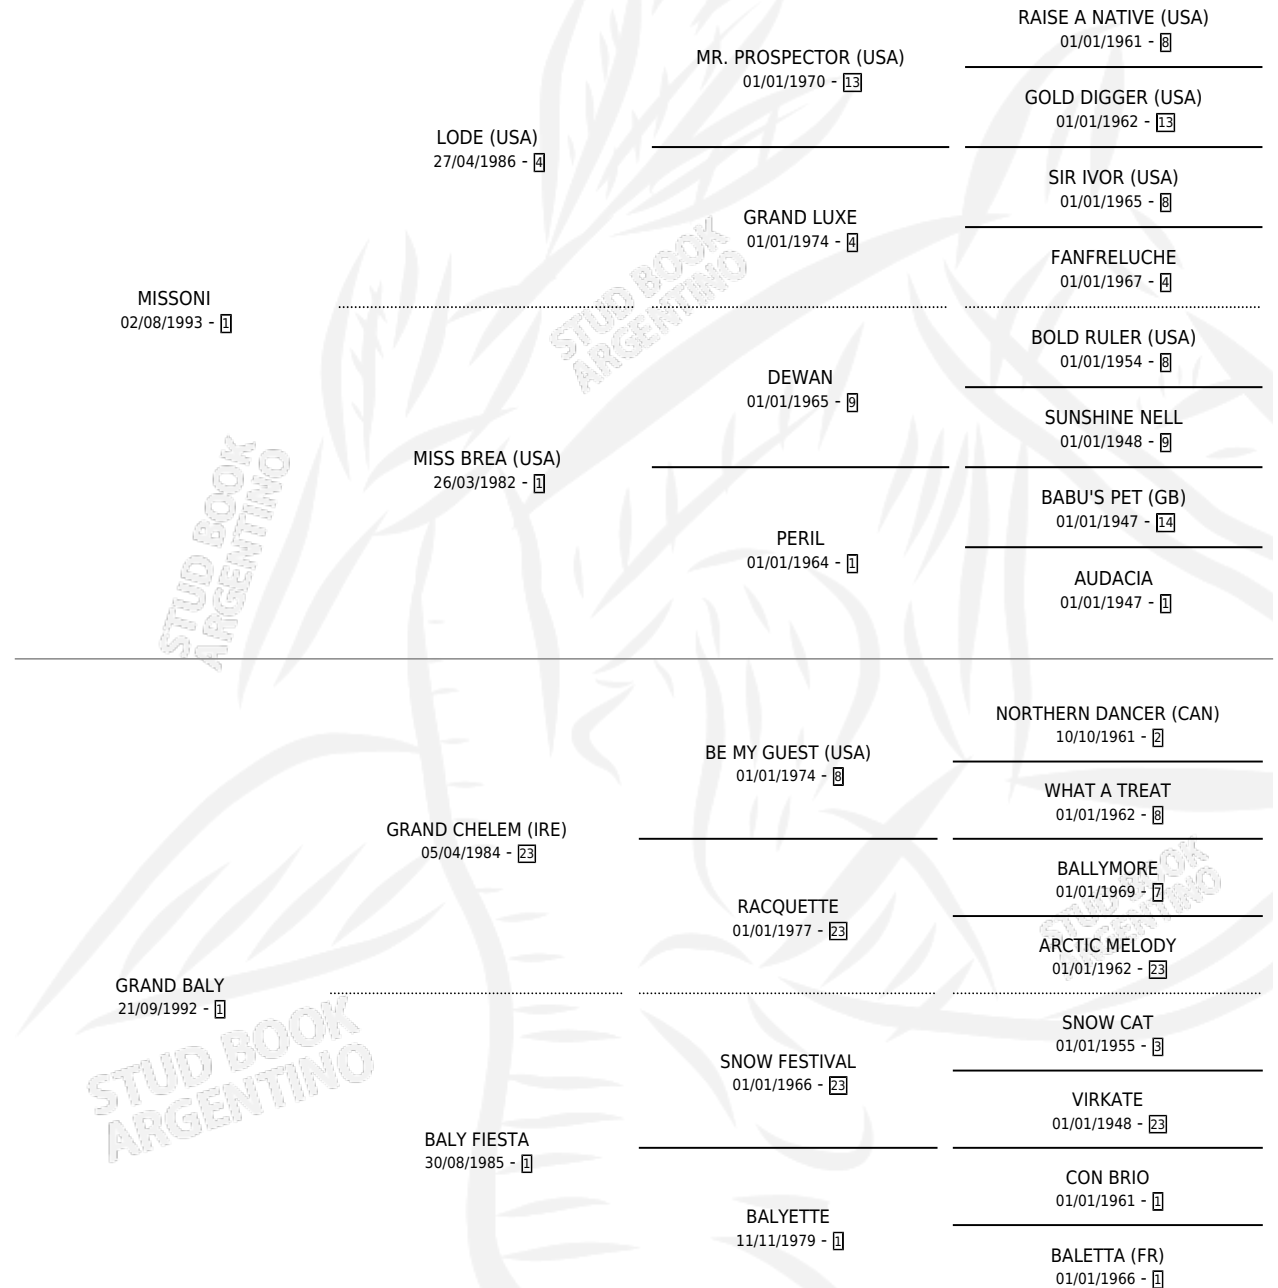 RAISE A NATIVE (USA)
01/01/1961 - 8
MR. PROSPECTOR (USA)
01/01/1970 - 13
GOLD DIGGER (USA)
01/01/1962 - 13
LODE (USA)
27/04/1986 - 4
SIR IVOR (USA)
01/01/1965 - 8
GRAND LUXE
01/01/1974 - 4
FANFRELUCHE
01/01/1967 - 4
MISSONI
02/08/1993 - 1
BOLD RULER (USA)
01/01/1954 - 8
DEWAN
01/01/1965 - 9
SUNSHINE NELL
01/01/1948 - 9
MISS BREA (USA)
26/03/1982 - 1
BABU'S PET (GB)
01/01/1947 - 14
PERIL
01/01/1964 - 1
AUDACIA
01/01/1947 - 1
NORTHERN DANCER (CAN)
10/10/1961 - 2
BE MY GUEST (USA)
01/01/1974 - 8
WHAT A TREAT
01/01/1962 - 8
GRAND CHELEM (IRE)
05/04/1984 - 23
BALLYMORE
01/01/1969 - 7
RACQUETTE
01/01/1977 - 23
ARCTIC MELODY
01/01/1962 - 23
GRAND BALY
21/09/1992 - 1
SNOW CAT
01/01/1955 - 3
SNOW FESTIVAL
01/01/1966 - 23
VIRKATE
01/01/1948 - 23
BALY FIESTA
30/08/1985 - 1
CON BRIO
01/01/1961 - 1
BALYETTE
11/11/1979 - 1
BALETTA (FR)
01/01/1966 - 1
STUD BOOK
ARGENTINO
STUD BOOK
ARGENTINO
STUD BOOK
ARGENTINO
STUD BOOK
ARGENTINO